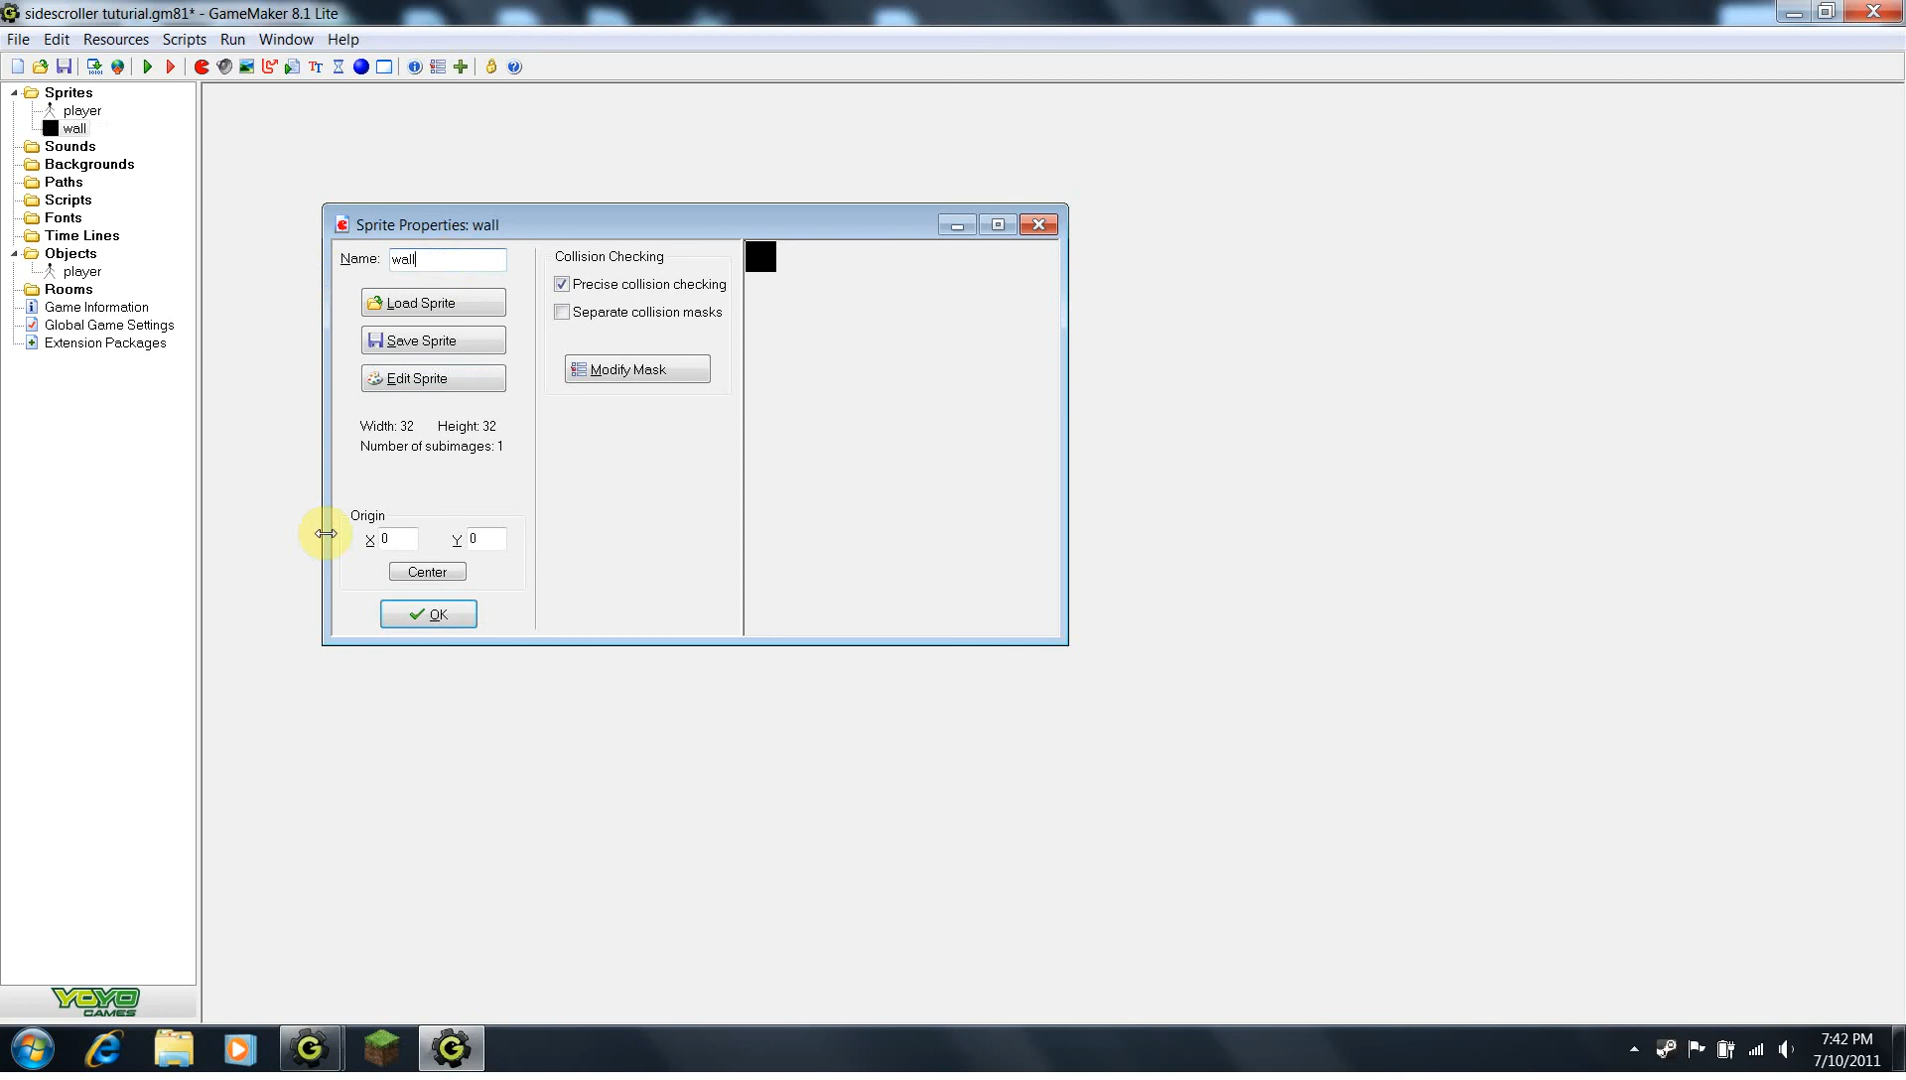 sidescroller tuturial.gm81* - GameMaker 8.1 Lite
File Edit Resources Scripts Run Window Help
Sprites
player
wall
Sounds
Backgrounds
Paths
Scripts
Fonts
Time Lines
Objects
player
Rooms
Game Information
Global Game Settings
Extension Packages
Sprite Properties: wall
Name: wall
Load Sprite
Save Sprite
Edit Sprite
Width: 32 Height: 32
Number of subimages: 1
Origin
X 0 Y 0
Center
OK
Collision Checking
Precise collision checking
Separate collision masks
Modify Mask
YOYO
GAMES
7:42 PM
7/10/2011